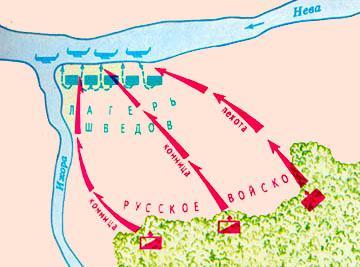 Нева
ЛАГЕРЬ
ШВЕДОВ
пехота
Ижора
конница
РУССКОЕ ВОЙСКО
конница